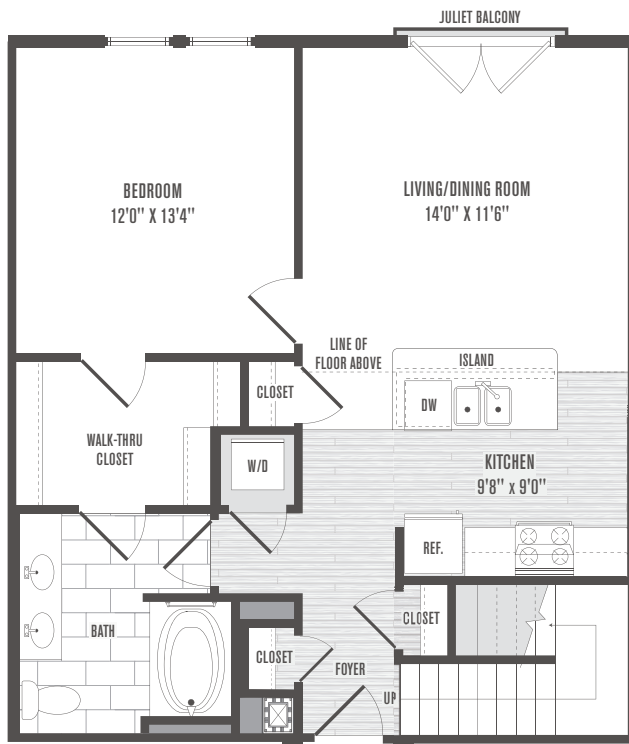 JULIET BALCONY
BEDROOM
12'0" X 13'4"
LIVING/DINING ROOM
14'0" X 11'6"
LINE OF
FLOOR ABOVE
ISLAND
CLOSET
DW
WALK-THRU
CLOSET
W/D
KITCHEN
9'8" x 9'0"
REF.
CLOSET
BATH
CLOSET
FOYER
UP